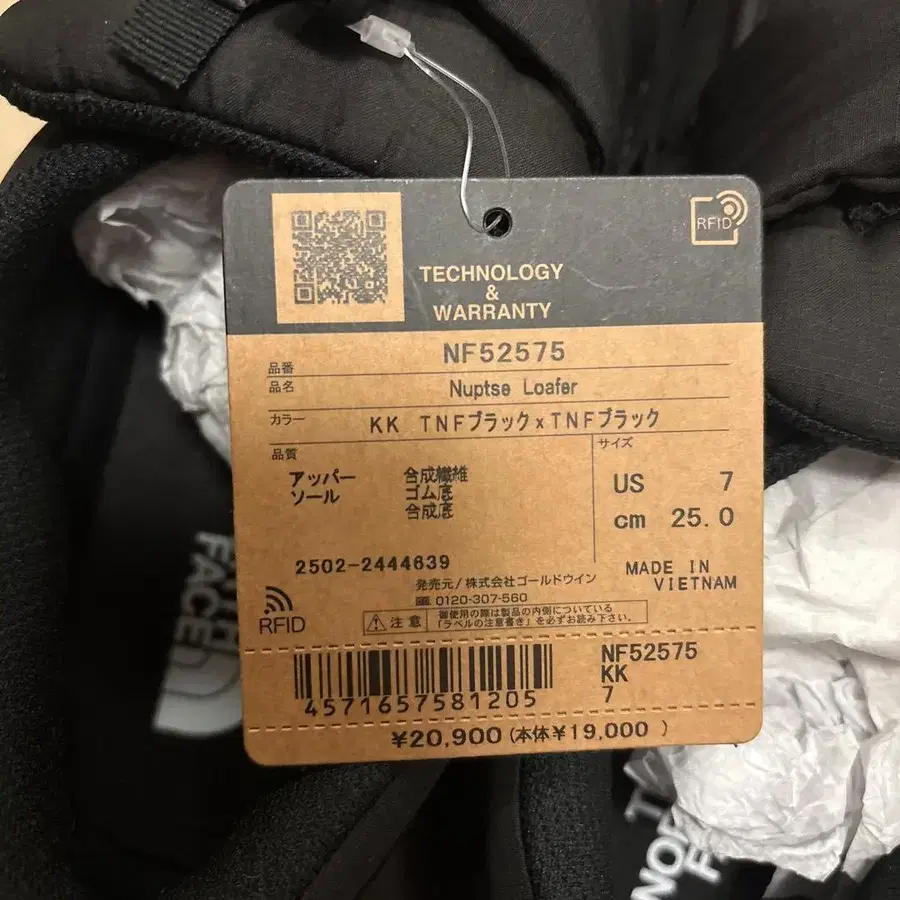 RFID
TECHNOLOGY
&
WARRANTY
品番 NF52575
品名 Nuptse Loafer
カラー KK TNFブラック×TNFブラック
品質
アッパー 合成繊維
ソール ゴム底
合成底
サイズ
US 7
cm 25.0
2502-2444639
MADE IN
VIETNAM
発売元/株式会社ゴールドウイン
0120-307-560
RFID
注意 御使用の際は製品の内側についている
「ラベルの注意書き」を必ずお読み下さい。
4571657581205
NF52575
KK
7
¥20,900(本体¥19,000 )
NORTH
FACE
NOR